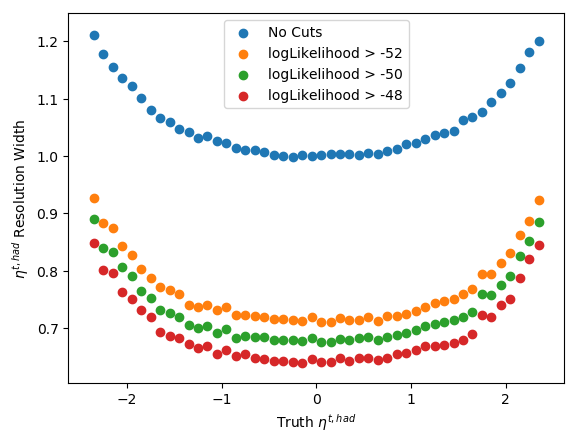 No Cuts
logLikelihood > -52
logLikelihood > -50
logLikelihood > -48
1.2
1.1
1.0
0.9
0.8
0.7
η^{t, had} Resolution Width
−2
−1
0
1
2
Truth η^{t, had}